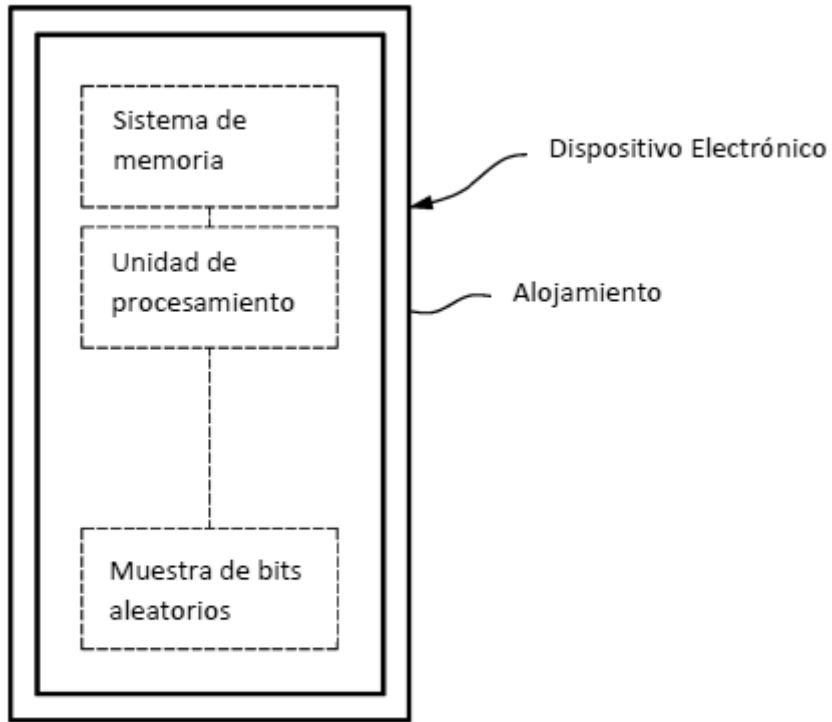 Sistema de
memoria
Dispositivo Electrónico
Unidad de
procesamiento
Alojamiento
Muestra de bits
aleatorios